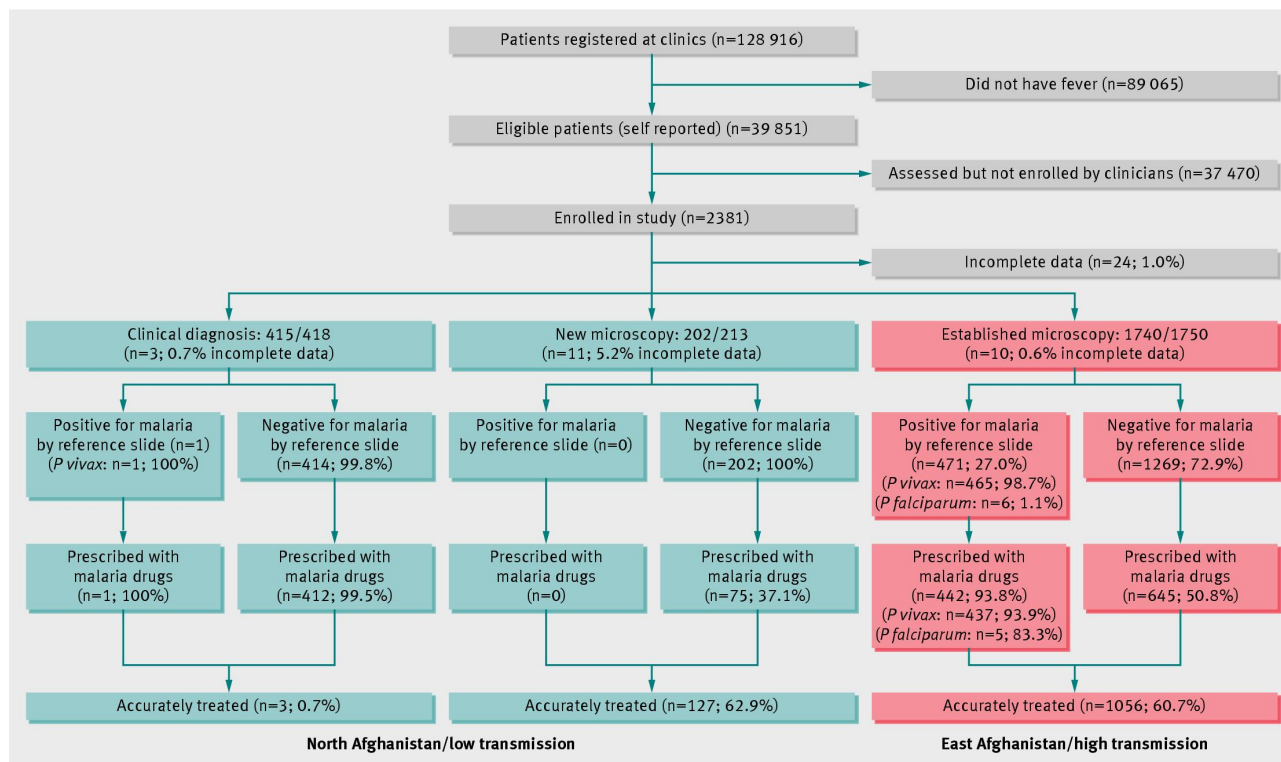 Patients registered at clinics (n=128 916)
Did not have fever (n=89 065)
Eligible patients (self reported) (n=39 851)
Assessed but not enrolled by clinicians (n=37 470)
Enrolled in study (n=2381)
Incomplete data (n=24; 1.0%)
Clinical diagnosis: 415/418
(n=3; 0.7% incomplete data)
New microscopy: 202/213
(n=11; 5.2% incomplete data)
Established microscopy: 1740/1750
(n=10; 0.6% incomplete data)
Positive for malaria
by reference slide (n=1)
(P vivax: n=1; 100%)
Negative for malaria
by reference slide
(n=414; 99.8%)
Positive for malaria
by reference slide (n=0)
Negative for malaria
by reference slide
(n=202; 100%)
Positive for malaria
by reference slide
(n=471; 27.0%)
(P vivax: n=465; 98.7%)
(P falciparum: n=6; 1.1%)
Negative for malaria
by reference slide
(n=1269; 72.9%)
Prescribed with
malaria drugs
(n=1; 100%)
Prescribed with
malaria drugs
(n=412; 99.5%)
Prescribed with
malaria drugs
(n=0)
Prescribed with
malaria drugs
(n=75; 37.1%)
Prescribed with
malaria drugs
(n=442; 93.8%)
(P vivax: n=437; 93.9%)
(P falciparum: n=5; 83.3%)
Prescribed with
malaria drugs
(n=645; 50.8%)
Accurately treated (n=3; 0.7%)
Accurately treated (n=127; 62.9%)
Accurately treated (n=1056; 60.7%)
North Afghanistan/low transmission
East Afghanistan/high transmission